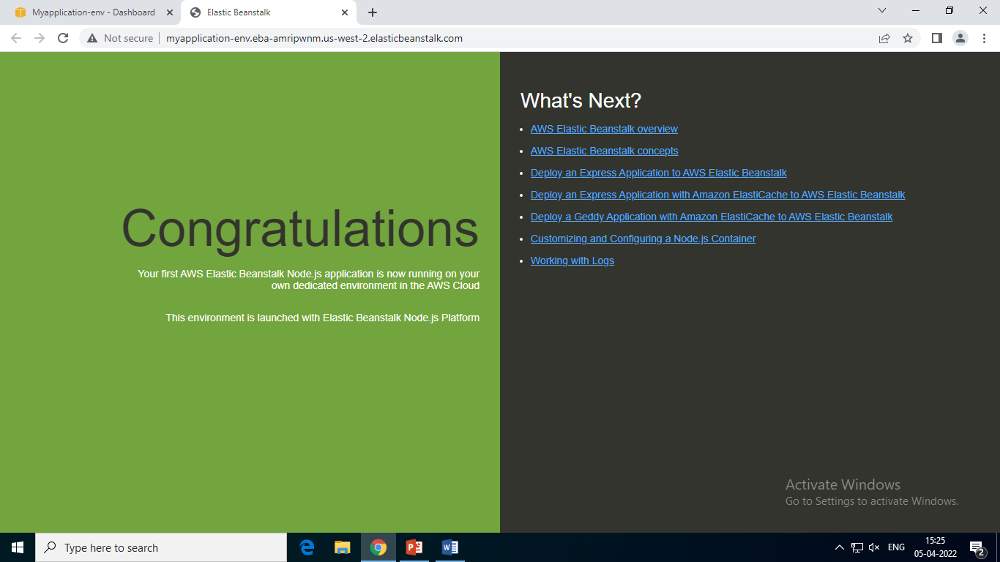 Myapplication-env - Dashboard
Elastic Beanstalk
Not secure
myapplication-env.eba-amripwnm.us-west-2.elasticbeanstalk.com
Congratulations
Your first AWS Elastic Beanstalk Node.js application is now running on your
own dedicated environment in the AWS Cloud
This environment is launched with Elastic Beanstalk Node.js Platform
What's Next?
AWS Elastic Beanstalk overview
AWS Elastic Beanstalk concepts
Deploy an Express Application to AWS Elastic Beanstalk
Deploy an Express Application with Amazon ElastiCache to AWS Elastic Beanstalk
Deploy a Geddy Application with Amazon ElastiCache to AWS Elastic Beanstalk
Customizing and Configuring a Node.js Container
Working with Logs
Activate Windows
Go to Settings to activate Windows.
Type here to search
ENG
15:25
05-04-2022
2